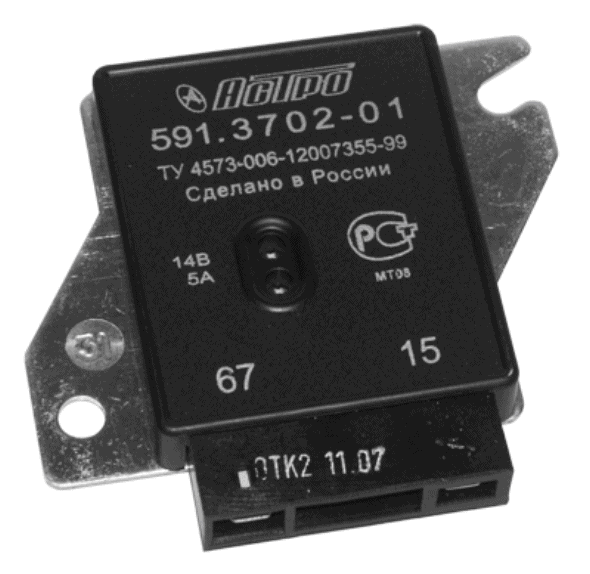 АСТРО
591.3702-01
ТУ 4573-006-12007355-99
Сделано в России
14В
5А
РСТ
МТ08
31
67
15
ОТК2 11.07